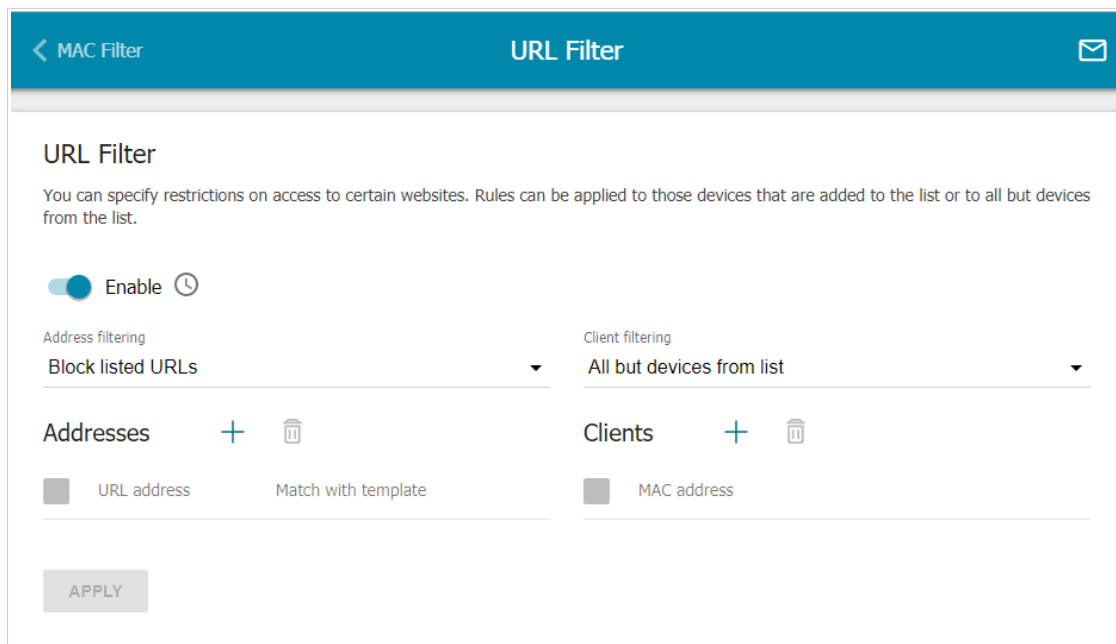 MAC Filter
URL Filter
URL Filter
You can specify restrictions on access to certain websites. Rules can be applied to those devices that are added to the list or to all but devices
from the list.
Enable
Address filtering
Block listed URLs
Client filtering
All but devices from list
Addresses
URL address Match with template
Clients
MAC address
APPLY